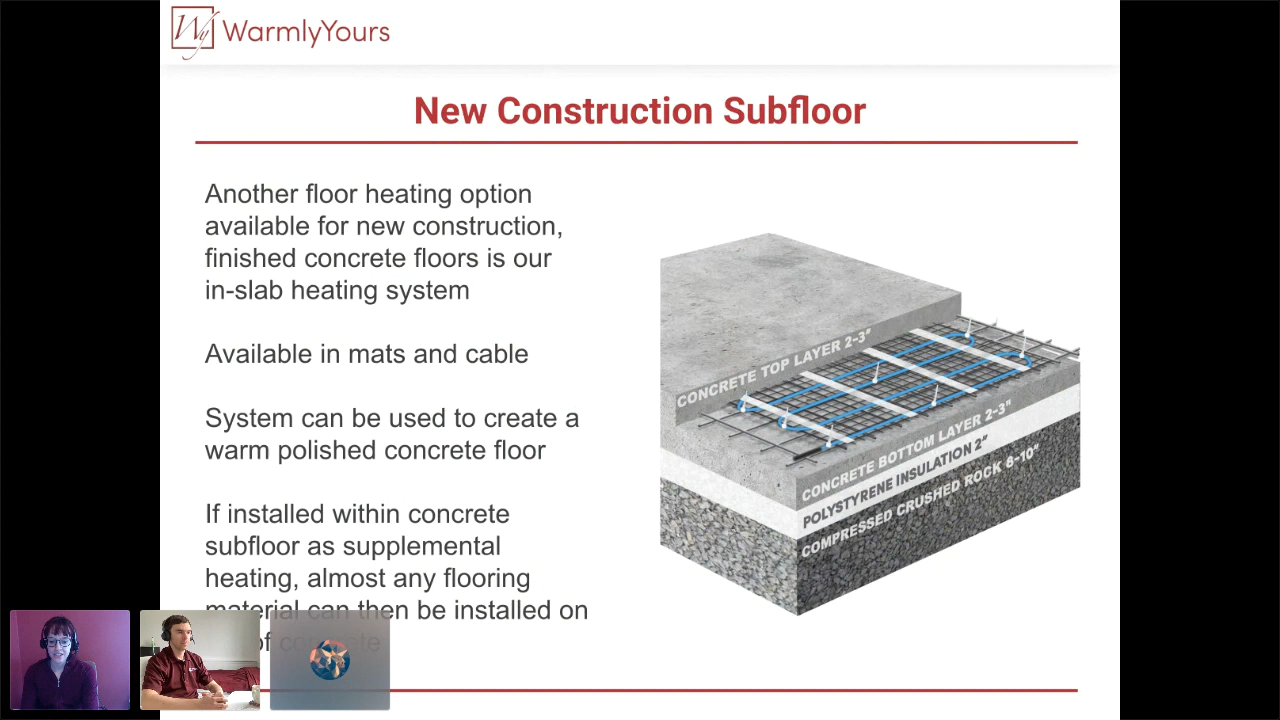 WarmlyYours
New Construction Subfloor
Another floor heating option
available for new construction,
finished concrete floors is our
in-slab heating system
Available in mats and cable
System can be used to create a
warm polished concrete floor
If installed within concrete
subfloor as supplemental
heating, almost any flooring
material can then be installed on
of concrete
CONCRETE TOP LAYER 2-3"
CONCRETE BOTTOM LAYER 2-3"
POLYSTYRENE INSULATION 2"
COMPRESSED CRUSHED ROCK 8-10"